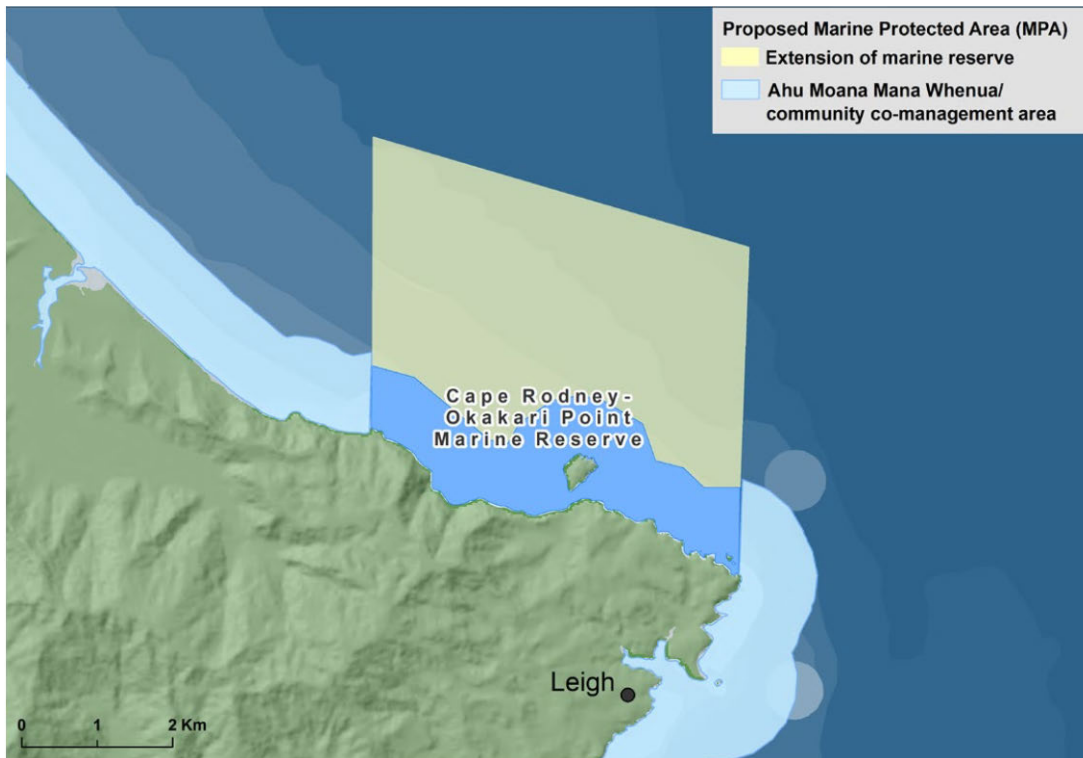 Proposed Marine Protected Area (MPA)
Extension of marine reserve
Ahu Moana Mana Whenua/
community co-management area
Cape Rodney-
Okakari Point
Marine Reserve
Leigh
0 1 2 Km